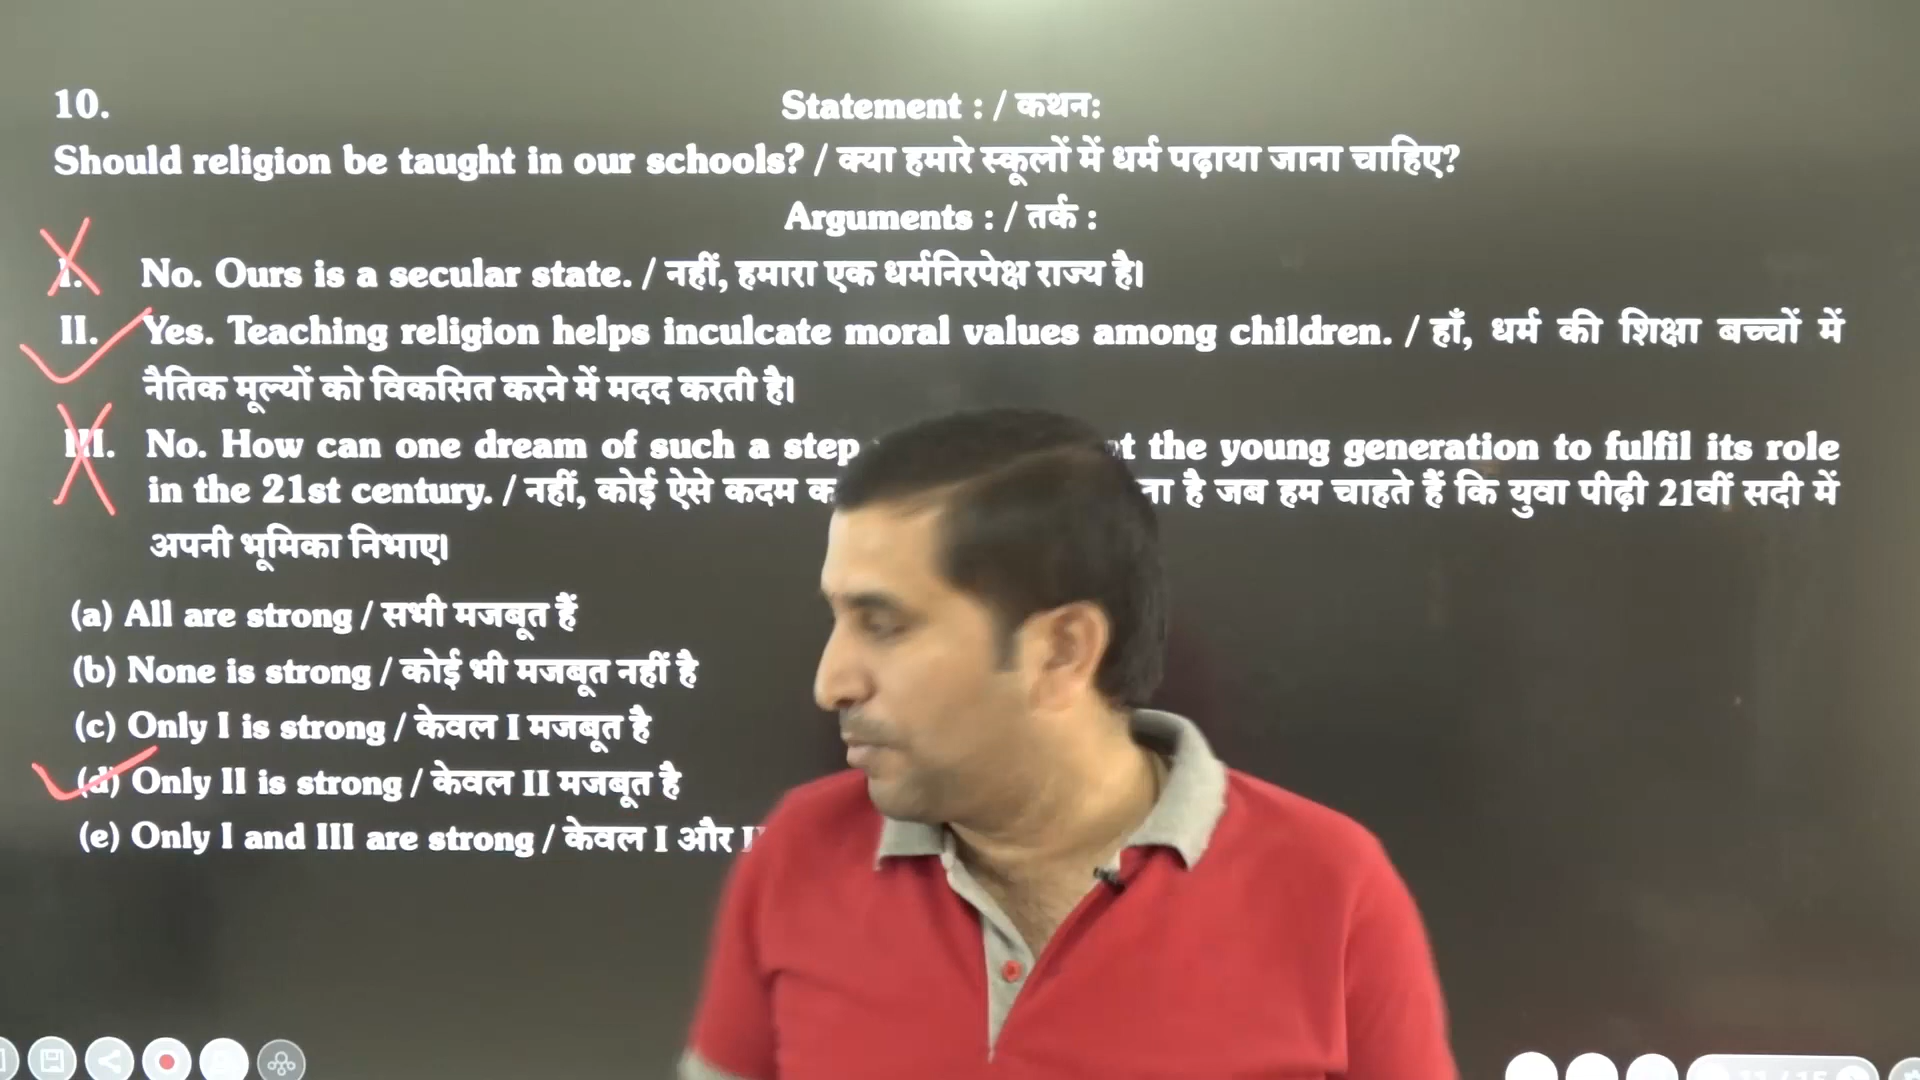 10.
Statement : / कथन:
Should religion be taught in our schools? / क्या हमारे स्कूलों में धर्म पढ़ाया जाना चाहिए?
Arguments : / तर्क :
I. No. Ours is a secular state. / नहीं, हमारा एक धर्मनिरपेक्ष राज्य है।
II. Yes. Teaching religion helps inculcate moral values among children. / हाँ, धर्म की शिक्षा बच्चों में
नैतिक मूल्यों को विकसित करने में मदद करती है।
III. No. How can one dream of such a step the young generation to fulfil its role
in the 21st century. / नहीं, कोई ऐसे कदम है जब हम चाहते हैं कि युवा पीढ़ी 21वीं सदी में
अपनी भूमिका निभाए।
(a) All are strong / सभी मजबूत हैं
(b) None is strong / कोई भी मजबूत नहीं है
(c) Only I is strong / केवल I मजबूत है
(d) Only II is strong / केवल II मजबूत है
(e) Only I and III are strong / केवल I और